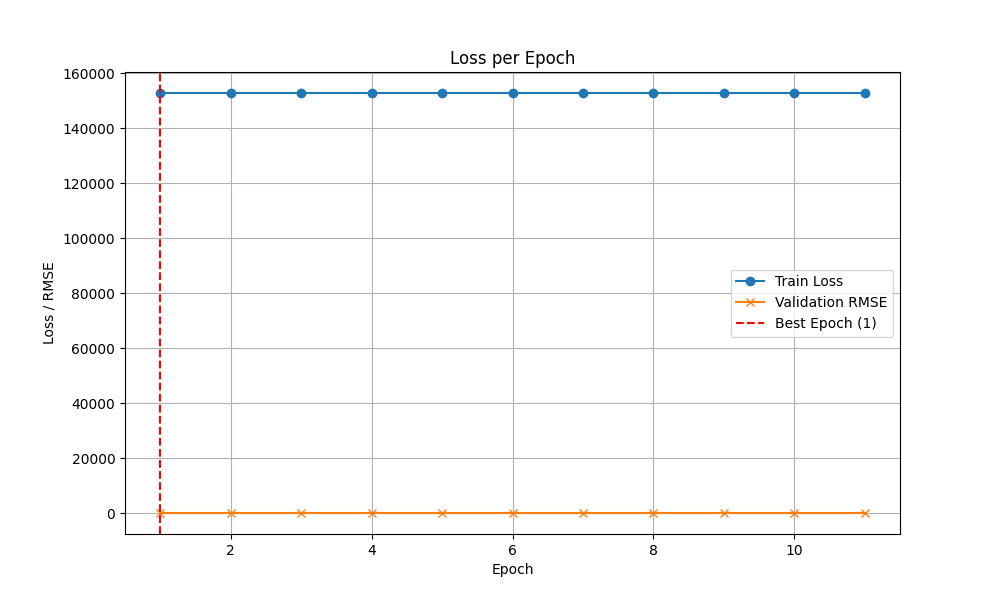 Loss per Epoch
160000
140000
120000
100000
80000
60000
40000
20000
0
Loss / RMSE
Train Loss
Validation RMSE
Best Epoch (1)
2 4 6 8 10
Epoch